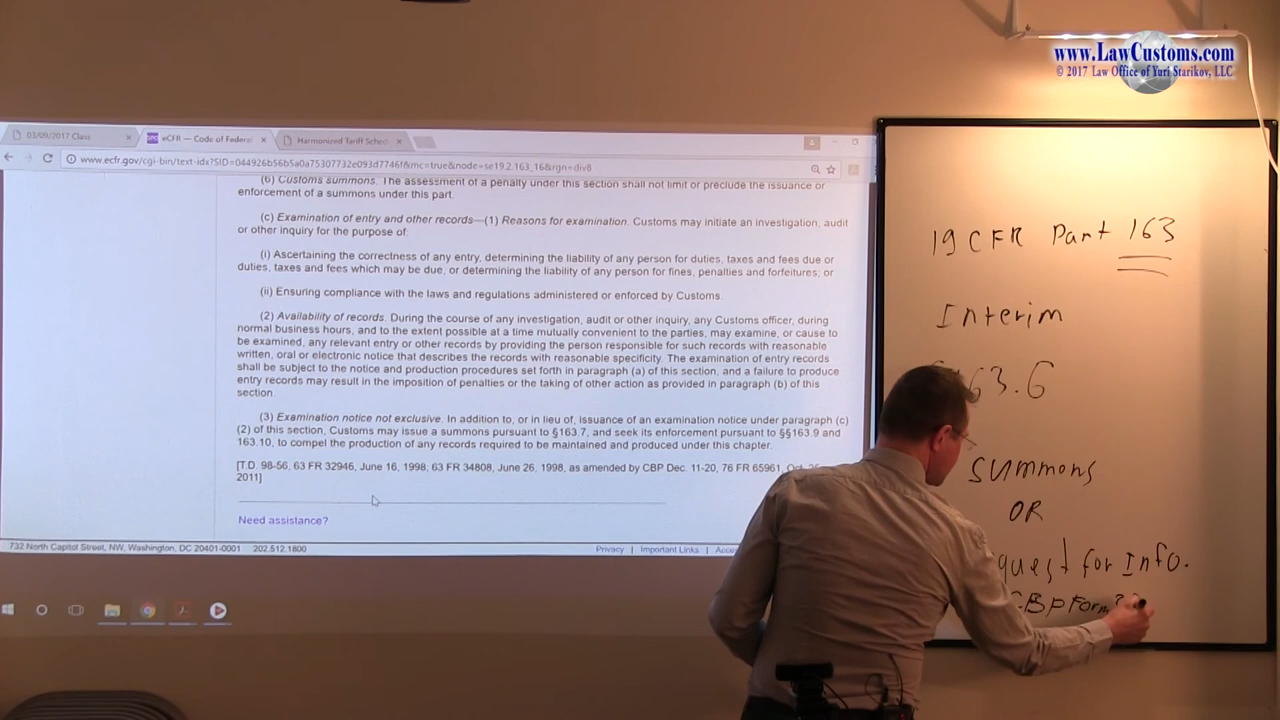 www.LawCustoms.com
© 2017 Law Office of Yuri Starikov, LLC
03/09/2017 Class
eCFR — Code of Federal
Harmonized Tariff Sched
www.ecfr.gov/cgi-bin/text-idx?SID=044926b56b5a0a75307732e093d7746f&mc=true&node=se19.2.163_16&rgn=div8
(6) Customs summons. The assessment of a penalty under this section shall not limit or preclude the issuance or
enforcement of a summons under this part.
(c) Examination of entry and other records—(1) Reasons for examination. Customs may initiate an investigation, audit
or other inquiry for the purpose of:
(i) Ascertaining the correctness of any entry, determining the liability of any person for duties, taxes and fees due or
duties, taxes and fees which may be due, or determining the liability of any person for fines, penalties and forfeitures; or
(ii) Ensuring compliance with the laws and regulations administered or enforced by Customs.
(2) Availability of records. During the course of any investigation, audit or other inquiry, any Customs officer, during
normal business hours, and to the extent possible at a time mutually convenient to the parties, may examine, or cause to
be examined, any relevant entry or other records by providing the person responsible for such records with reasonable
written, oral or electronic notice that describes the records with reasonable specificity. The examination of entry records
shall be subject to the notice and production procedures set forth in paragraph (a) of this section, and a failure to produce
entry records may result in the imposition of penalties or the taking of other action as provided in paragraph (b) of this
section.
(3) Examination notice not exclusive. In addition to, or in lieu of, issuance of an examination notice under paragraph (c)
(2) of this section, Customs may issue a summons pursuant to §163.7, and seek its enforcement pursuant to §§163.9 and
163.10, to compel the production of any records required to be maintained and produced under this chapter.
[T.D. 98-56, 63 FR 32946, June 16, 1998; 63 FR 34808, June 26, 1998, as amended by CBP Dec. 11-20, 76 FR 65961, Oct.
2011]
Need assistance?
732 North Capitol Street, NW, Washington, DC 20401-0001 202.512.1800
Privacy | Important Links |
19 CFR Part 163
Interim
63.6
summons
OR
quest for Info.
CBP Form